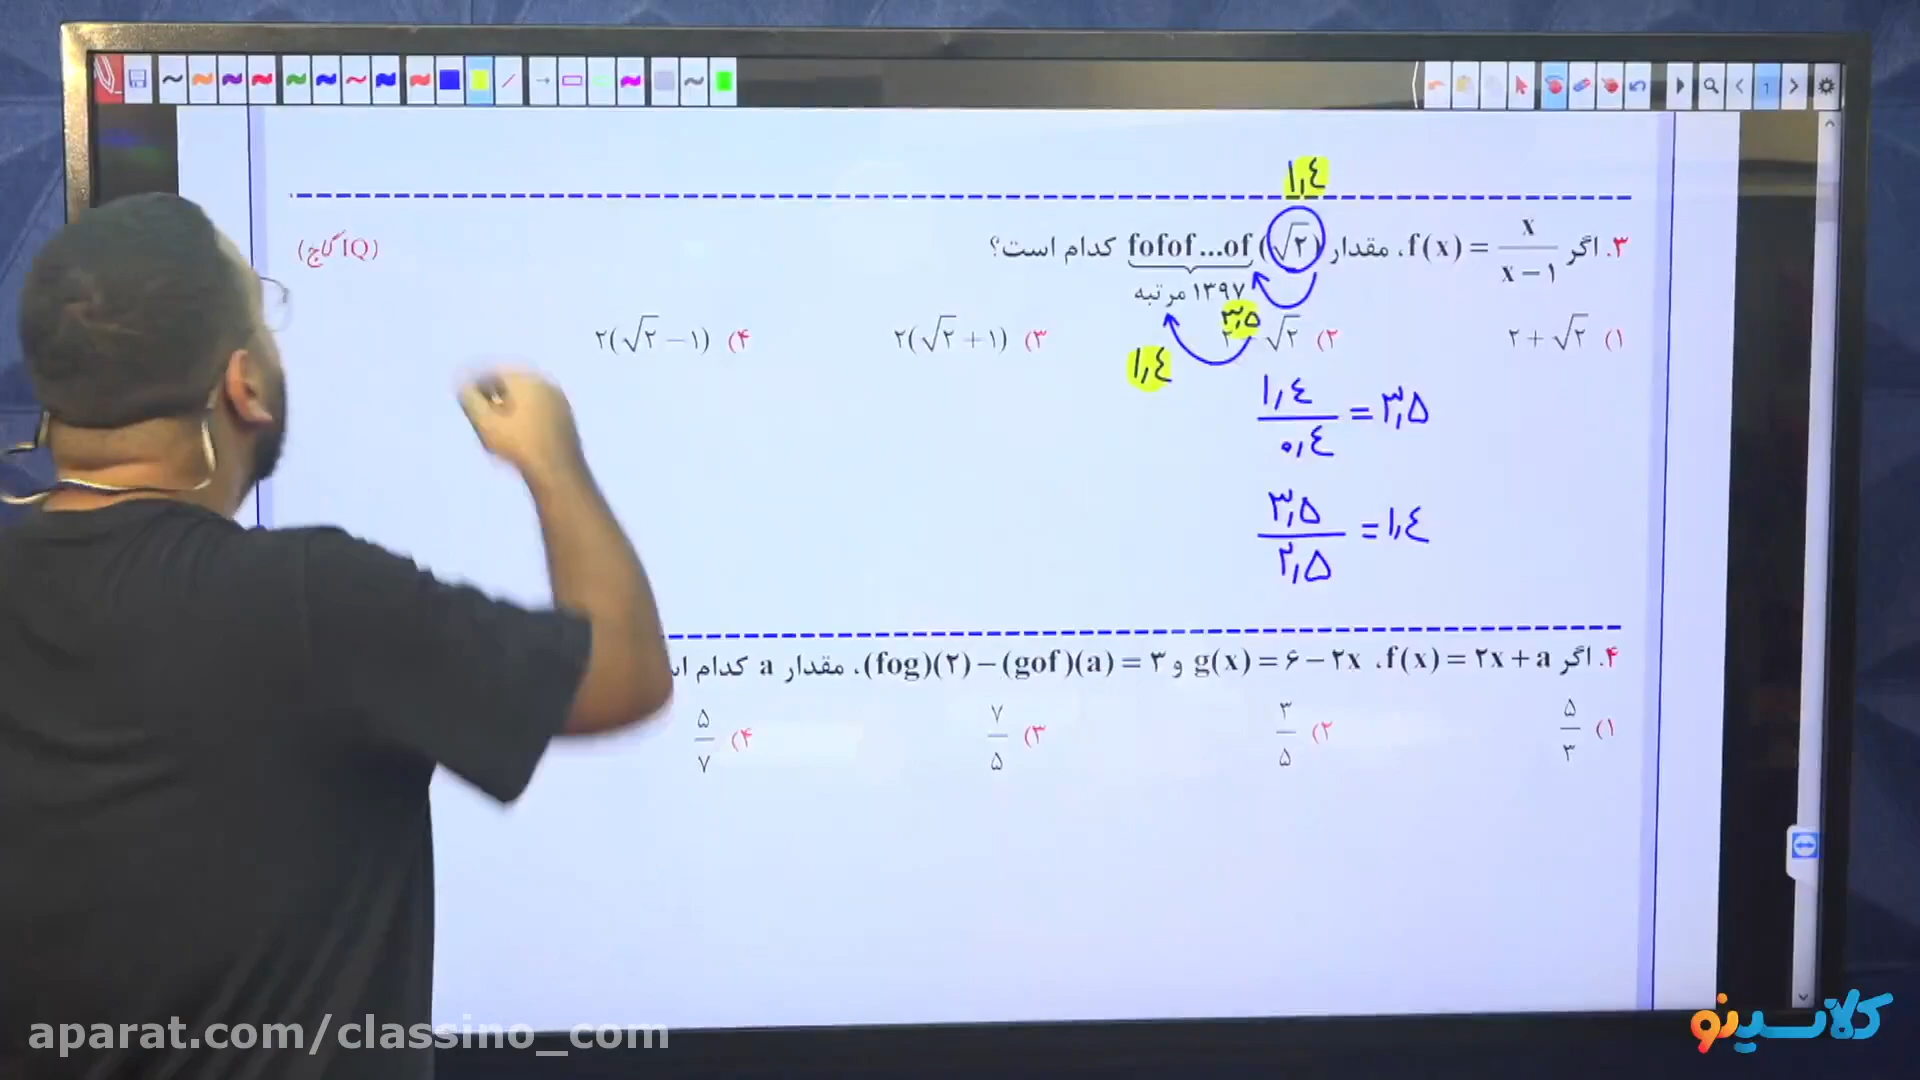 ۱٫۴
۳. اگر f(x) = x / x − ۱، مقدار fofof...of (√۲) کدام است؟ (IQ گاج)
۱۳۹۷ مرتبه
۱) ۲ + √۲ ۲) √۲ ۳) ۲(√۲ + ۱) ۴) ۲(√۲ − ۱)
۳٫۵
۱٫۴
۱٫۴ / ۰٫۴ = ۳٫۵
۳٫۵ / ۲٫۵ = ۱٫۴
۴. اگر f(x) = ۲x + a، g(x) = ۶ − ۲x و (fog)(۲) − (gof)(a) = ۳، مقدار a کدام
۱) ۵/۳ ۲) ۳/۵ ۳) ۷/۵ ۴) ۵/۷
aparat.com/classino_com
کلاسینو